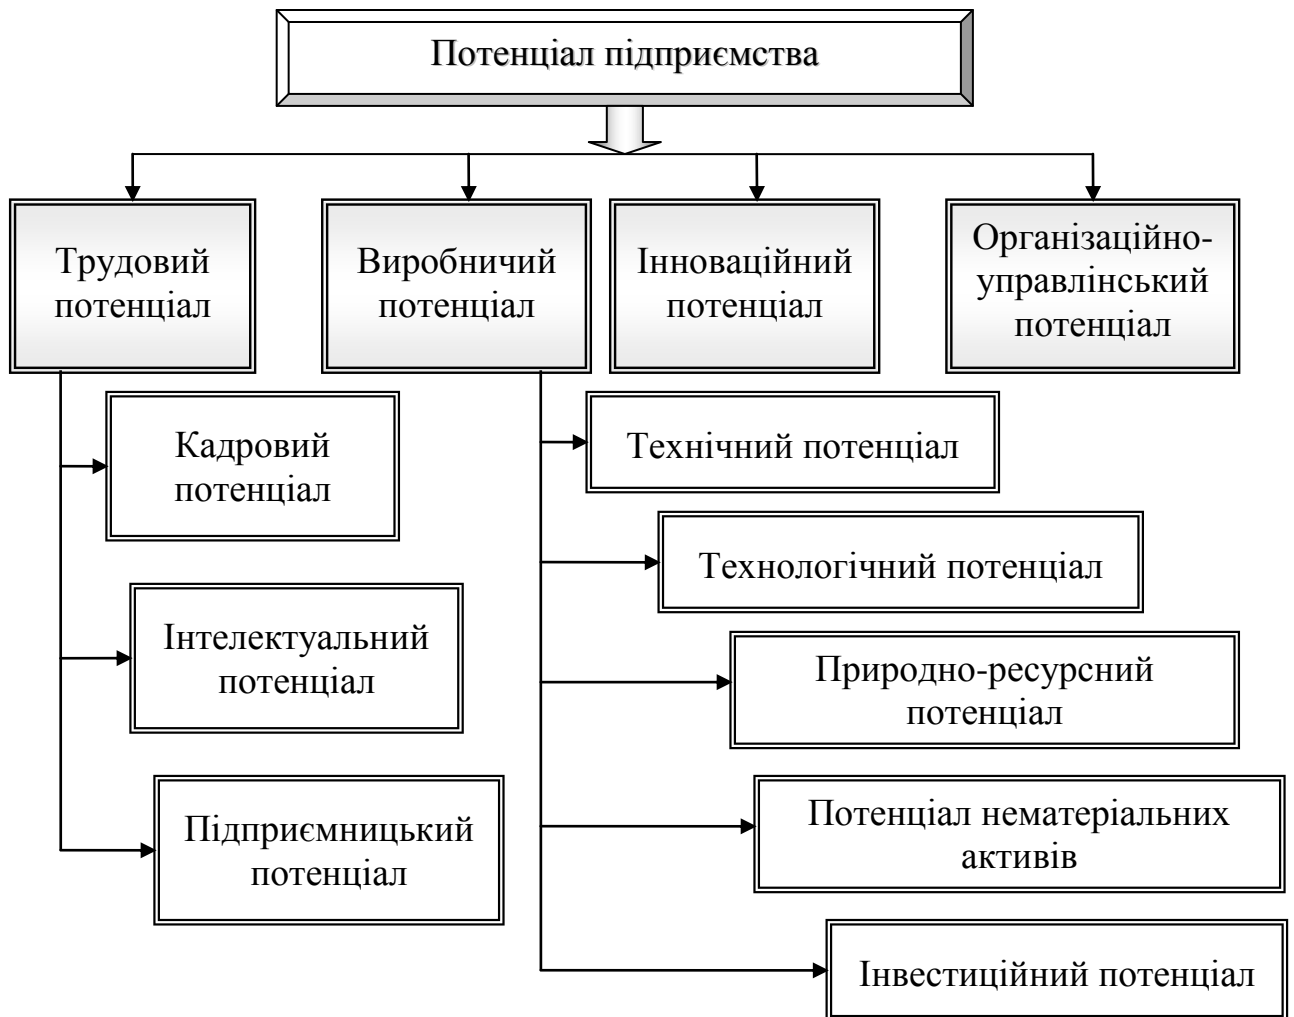 Потенціал підприємства
Трудовий
потенціал
Виробничий
потенціал
Інноваційний
потенціал
Організаційно-
управлінський
потенціал
Кадровий
потенціал
Інтелектуальний
потенціал
Підприємницький
потенціал
Технічний потенціал
Технологічний потенціал
Природно-ресурсний
потенціал
Потенціал нематеріальних
активів
Інвестиційний потенціал